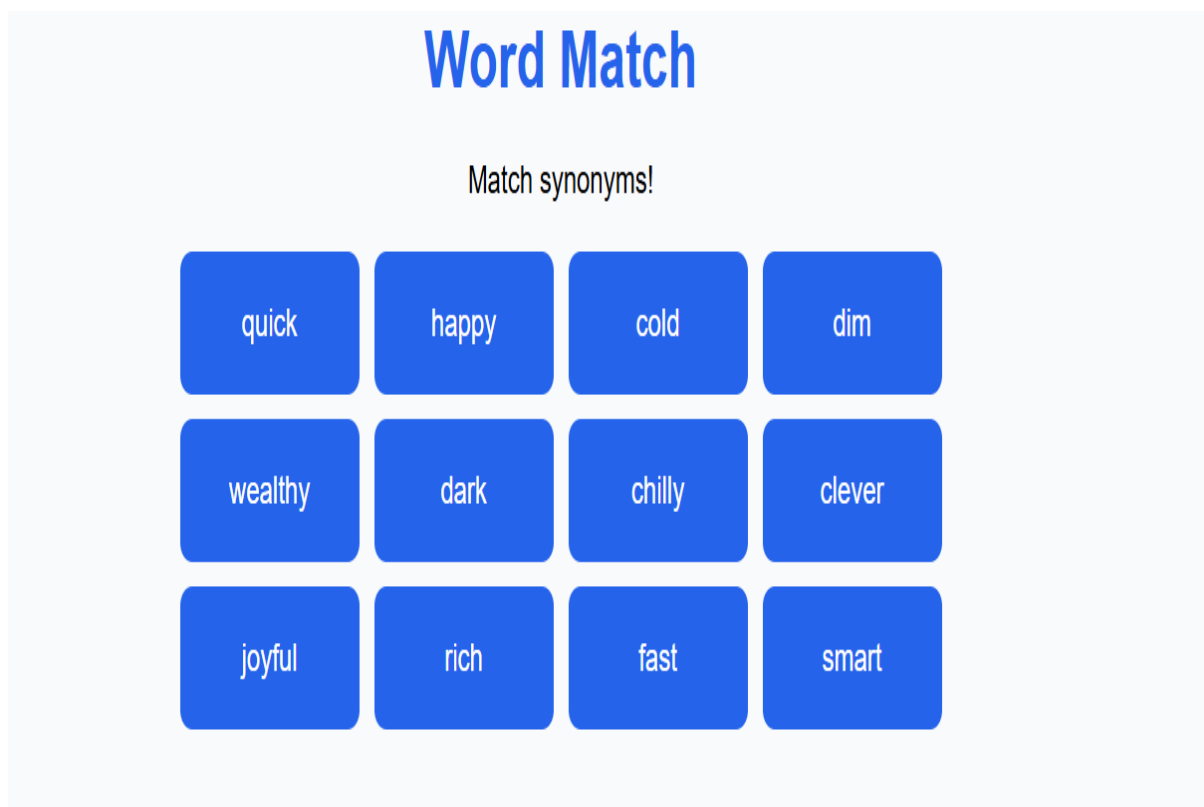 Word Match
Match synonyms!
quick happy cold dim
wealthy dark chilly clever
joyful rich fast smart